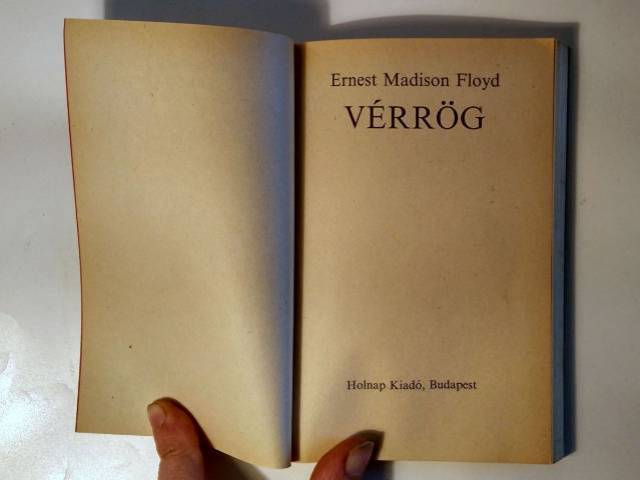 Ernest Madison Floyd
VÉRRÖG
Holnap Kiadó, Budapest